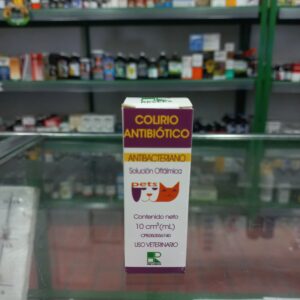 COLIRIO
ANTIBIÓTICO
ANTIBACTERIANO
Solución Oftálmica
pets
Contenido neto
10 cm³(mL)
USO VETERINARIO